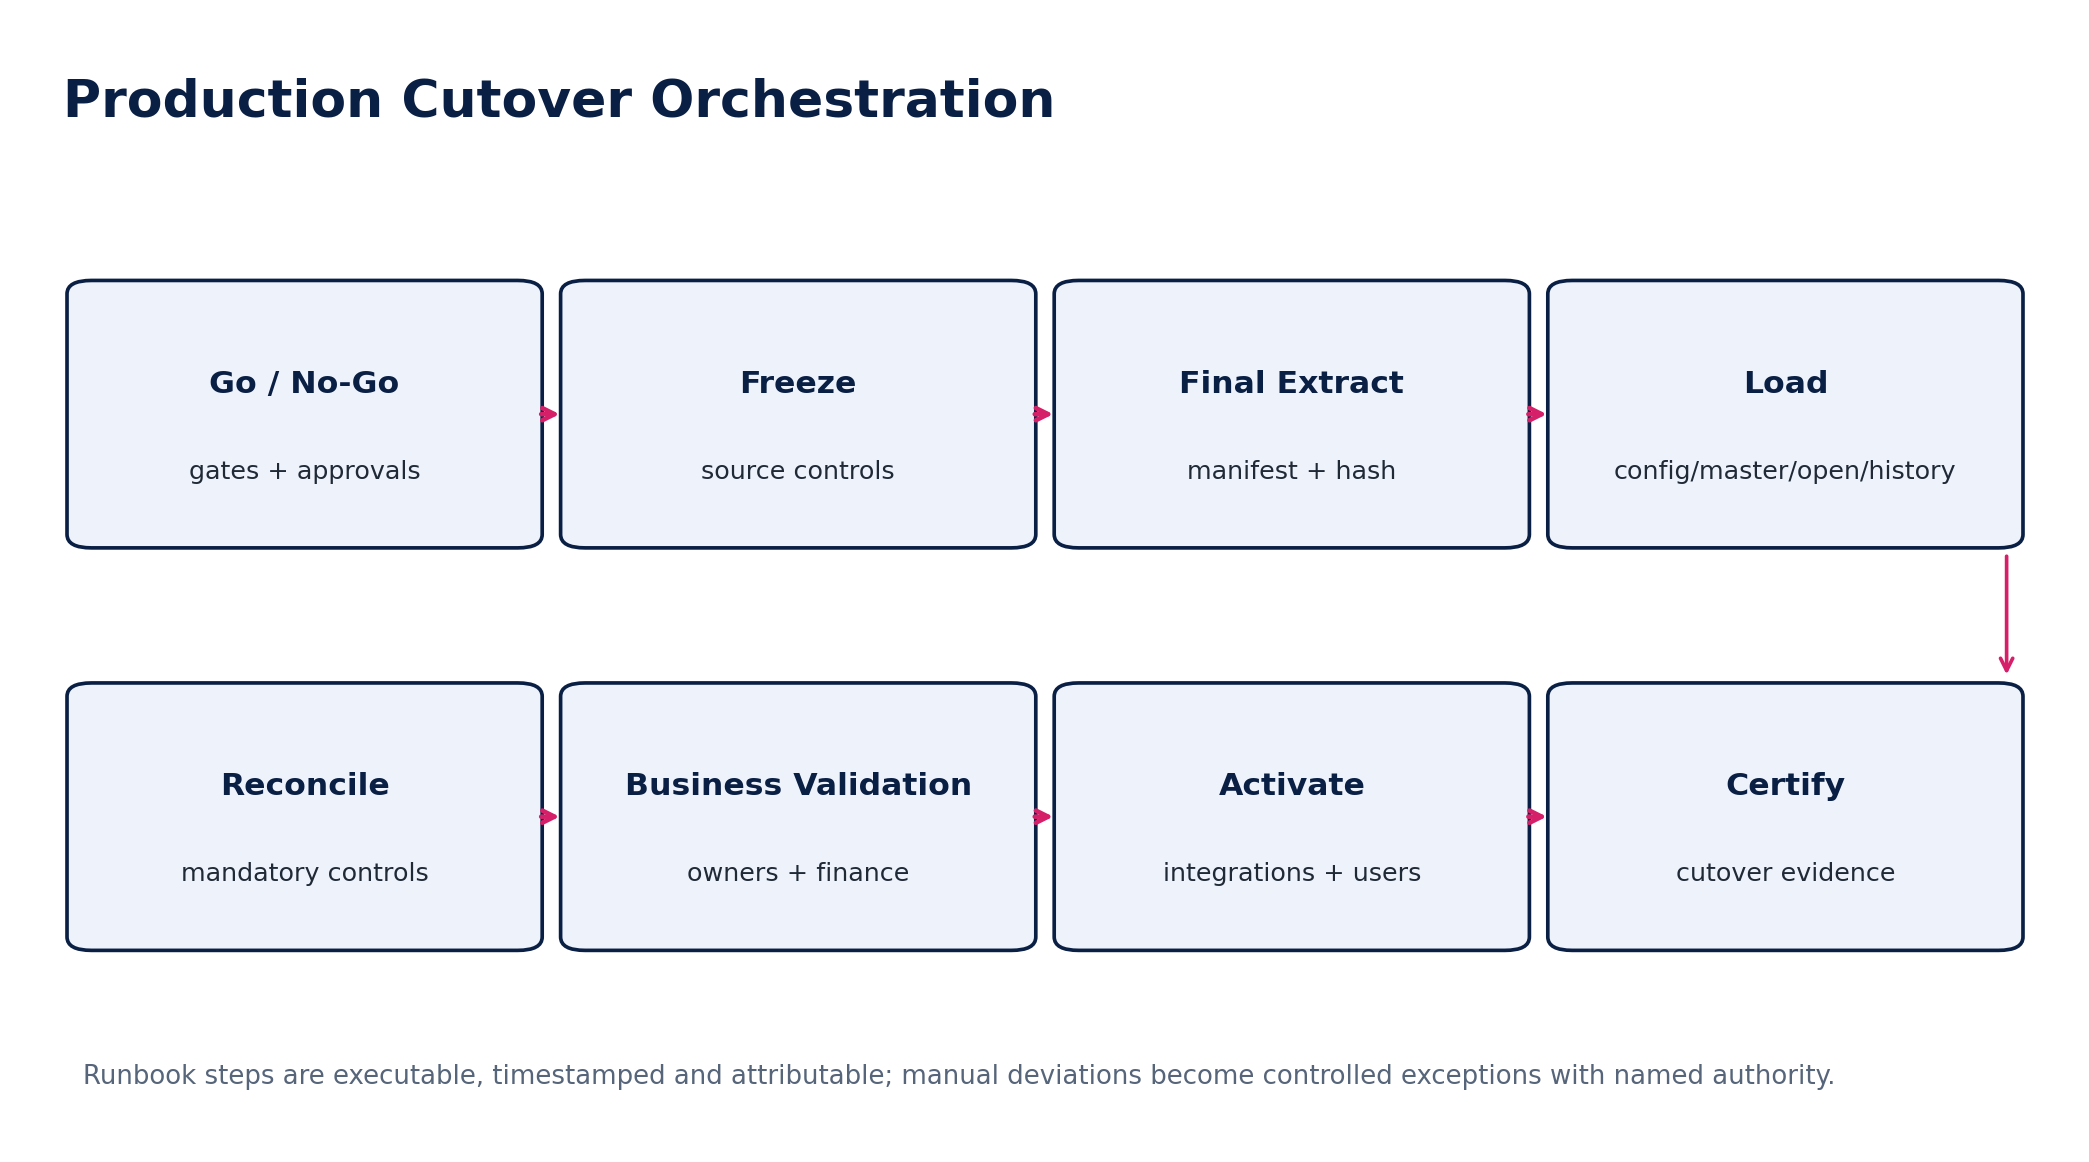 Production Cutover Orchestration
Go / No-Go
gates + approvals
Freeze
source controls
Final Extract
manifest + hash
Load
config/master/open/history
Reconcile
mandatory controls
Business Validation
owners + finance
Activate
integrations + users
Certify
cutover evidence
Runbook steps are executable, timestamped and attributable; manual deviations become controlled exceptions with named authority.